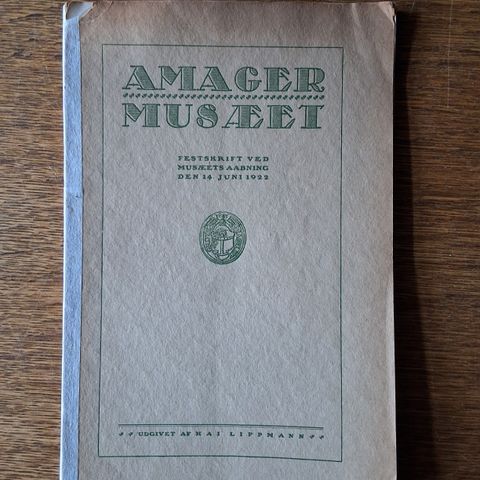 AMAGER
MUSÆET
FESTSKRIFT VED
MUSÆETS AABNING
DEN 14 JUNI 1922
UDGIVET AF KAI LIPPMANN